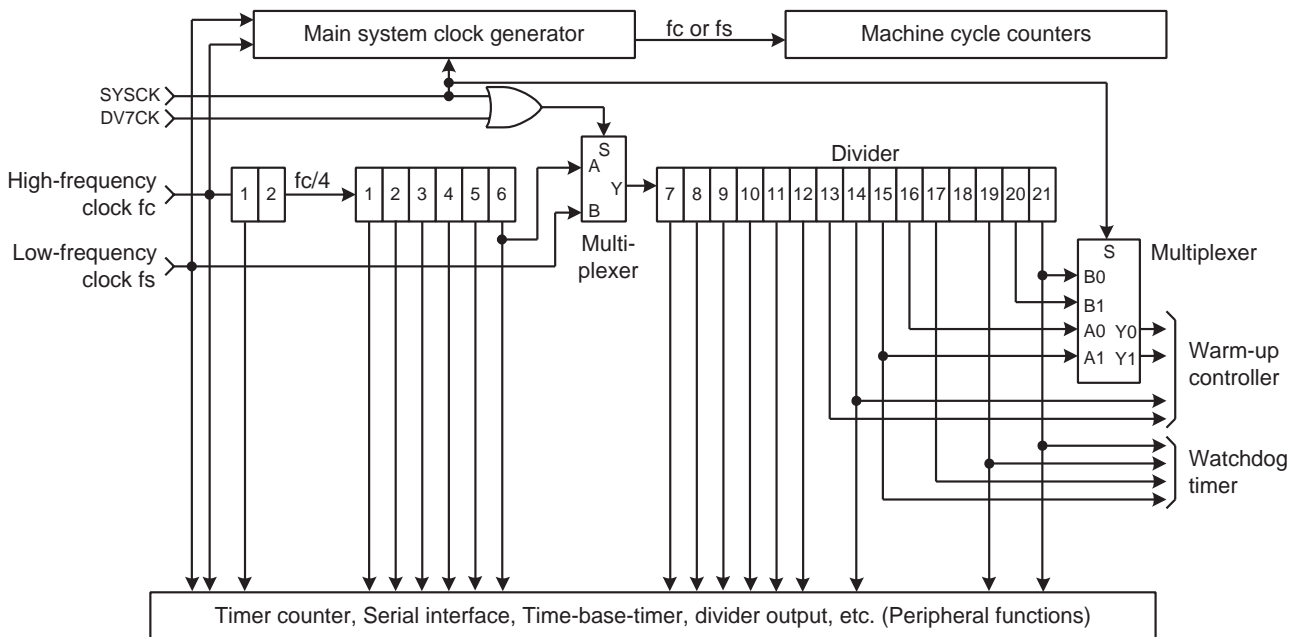 Main system clock generator
fc or fs
Machine cycle counters
SYSCK
DV7CK
High-frequency
clock fc
1 2
fc/4
1 2 3 4 5 6
Low-frequency
clock fs
S
A
Y
B
Multi-
plexer
Divider
7 8 9 10 11 12 13 14 15 16 17 18 19 20 21
S
B0
B1
A0 Y0
A1 Y1
Multiplexer
Warm-up
controller
Watchdog
timer
Timer counter, Serial interface, Time-base-timer, divider output, etc. (Peripheral functions)